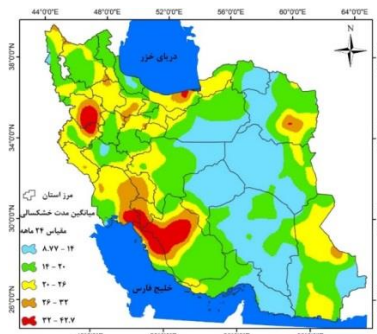 44°0'0"E 48°0'0"E 52°0'0"E 56°0'0"E 60°0'0"E 64°0'0"E
N
38°0'0"N
34°0'0"N
30°0'0"N
26°0'0"N
دریای خزر
خلیج فارس
مرز استان
میانگین مدت خشکسالی
مقیاس ۲۴ ماهه
۸.۷۷ - ۱۴
۱۴ - ۲۰
۲۰ - ۲۶
۲۶ - ۳۲
۳۲ - ۴۲.۷